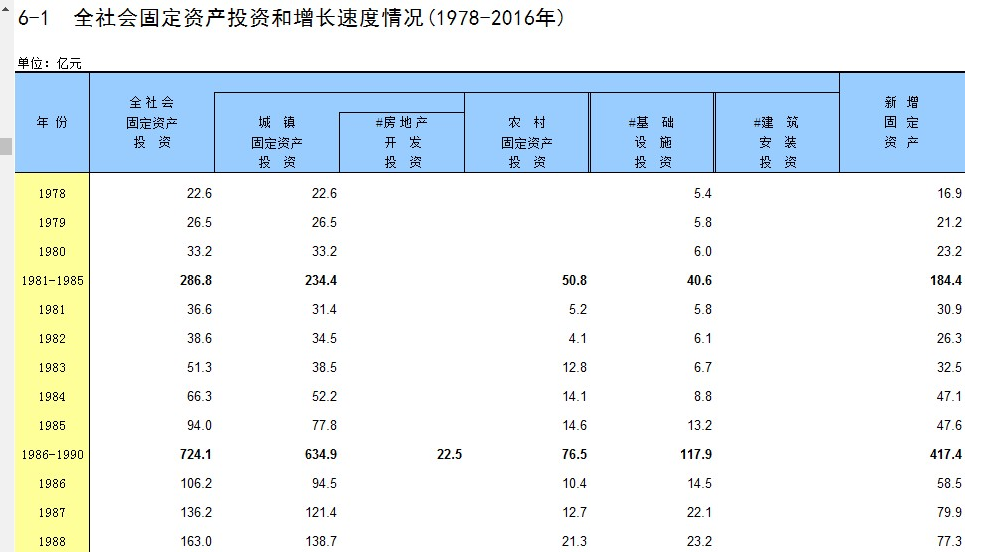 6-1 全社会固定资产投资和增长速度情况(1978-2016年)
单位：亿元
年 份 全社会固定资产投 资 城 镇固定资产投 资 #房地产开 发投 资 农 村固定资产投 资 #基 础设 施投 资 #建 筑安 装投 资 新 增固 定资 产
1978 22.6 22.6 5.4 16.9
1979 26.5 26.5 5.8 21.2
1980 33.2 33.2 6.0 23.2
1981-1985 286.8 234.4 50.8 40.6 184.4
1981 36.6 31.4 5.2 5.8 30.9
1982 38.6 34.5 4.1 6.1 26.3
1983 51.3 38.5 12.8 6.7 32.5
1984 66.3 52.2 14.1 8.8 47.1
1985 94.0 77.8 14.6 13.2 47.6
1986-1990 724.1 634.9 22.5 76.5 117.9 417.4
1986 106.2 94.5 10.4 14.5 58.5
1987 136.2 121.4 12.7 22.1 79.9
1988 163.0 138.7 21.3 23.2 77.3